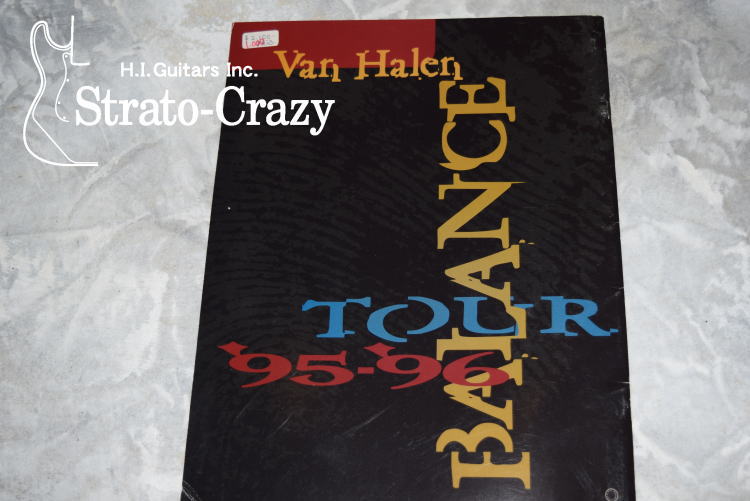 H.I.Guitars Inc.
Strato-Crazy
Van Halen
BALANCE
TOUR
'95-'96